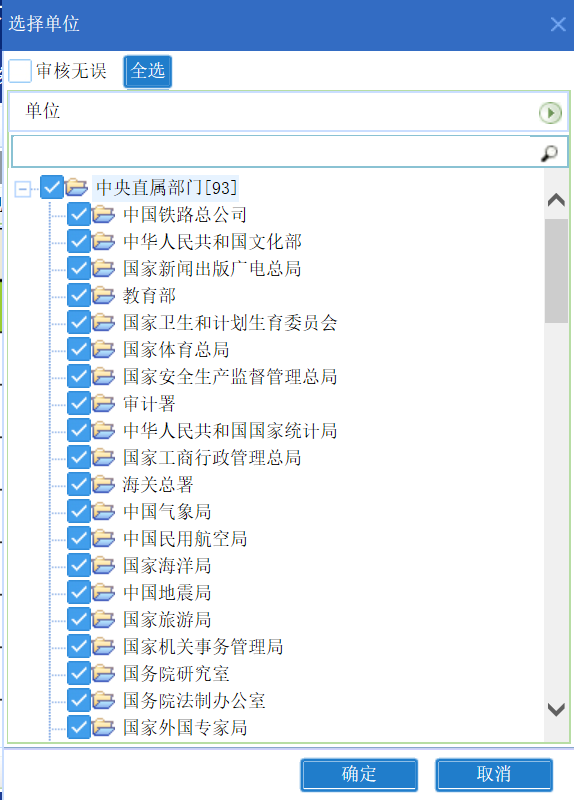 选择单位
审核无误 全选
单位
中央直属部门[93]
中国铁路总公司
中华人民共和国文化部
国家新闻出版广电总局
教育部
国家卫生和计划生育委员会
国家体育总局
国家安全生产监督管理总局
审计署
中华人民共和国国家统计局
国家工商行政管理总局
海关总署
中国气象局
中国民用航空局
国家海洋局
中国地震局
国家旅游局
国家机关事务管理局
国务院研究室
国务院法制办公室
国家外国专家局
确定 取消